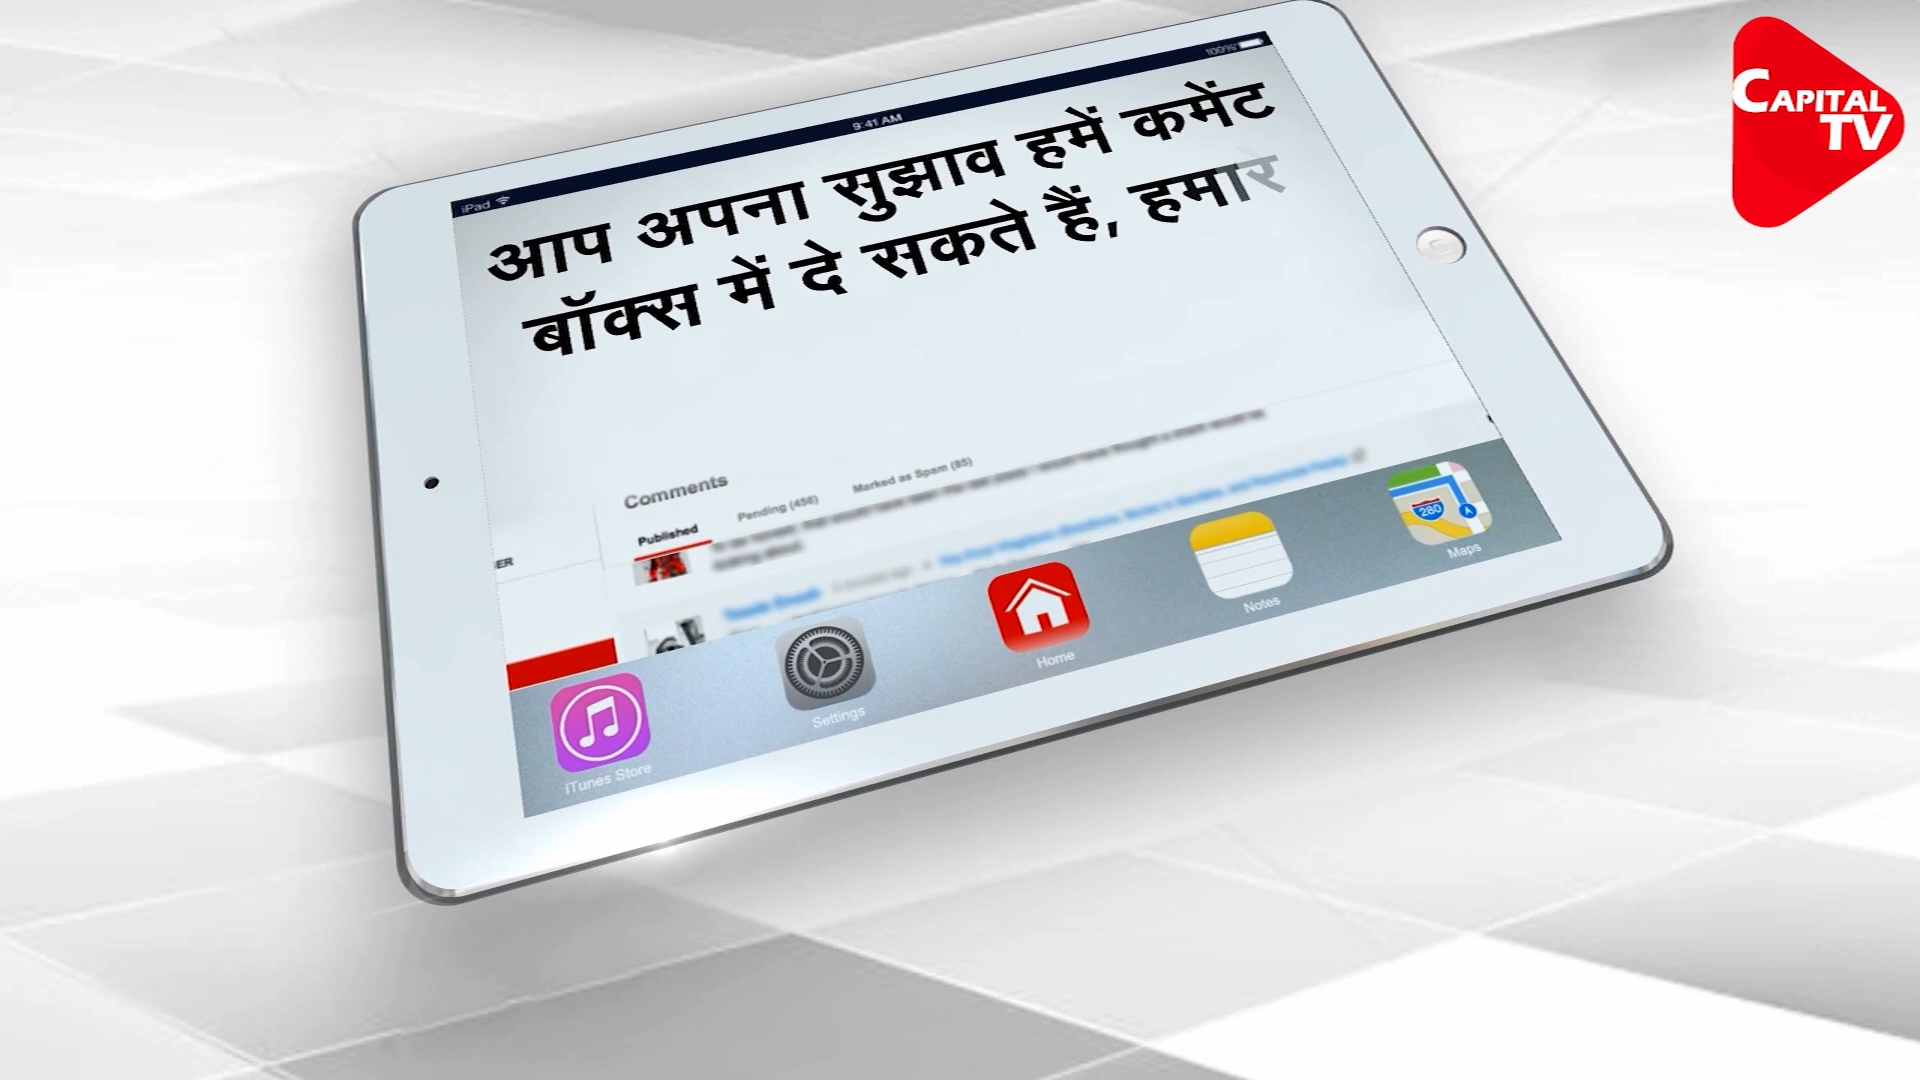 CAPITAL
TV
iPad
9:41 AM
100%
आप अपना सुझाव हमें कमेंट
बॉक्स में दे सकते हैं, हमार
Comments
Published
Pending (456)
Marked as Spam (85)
ER
iTunes Store
Settings
Home
Notes
280
Maps